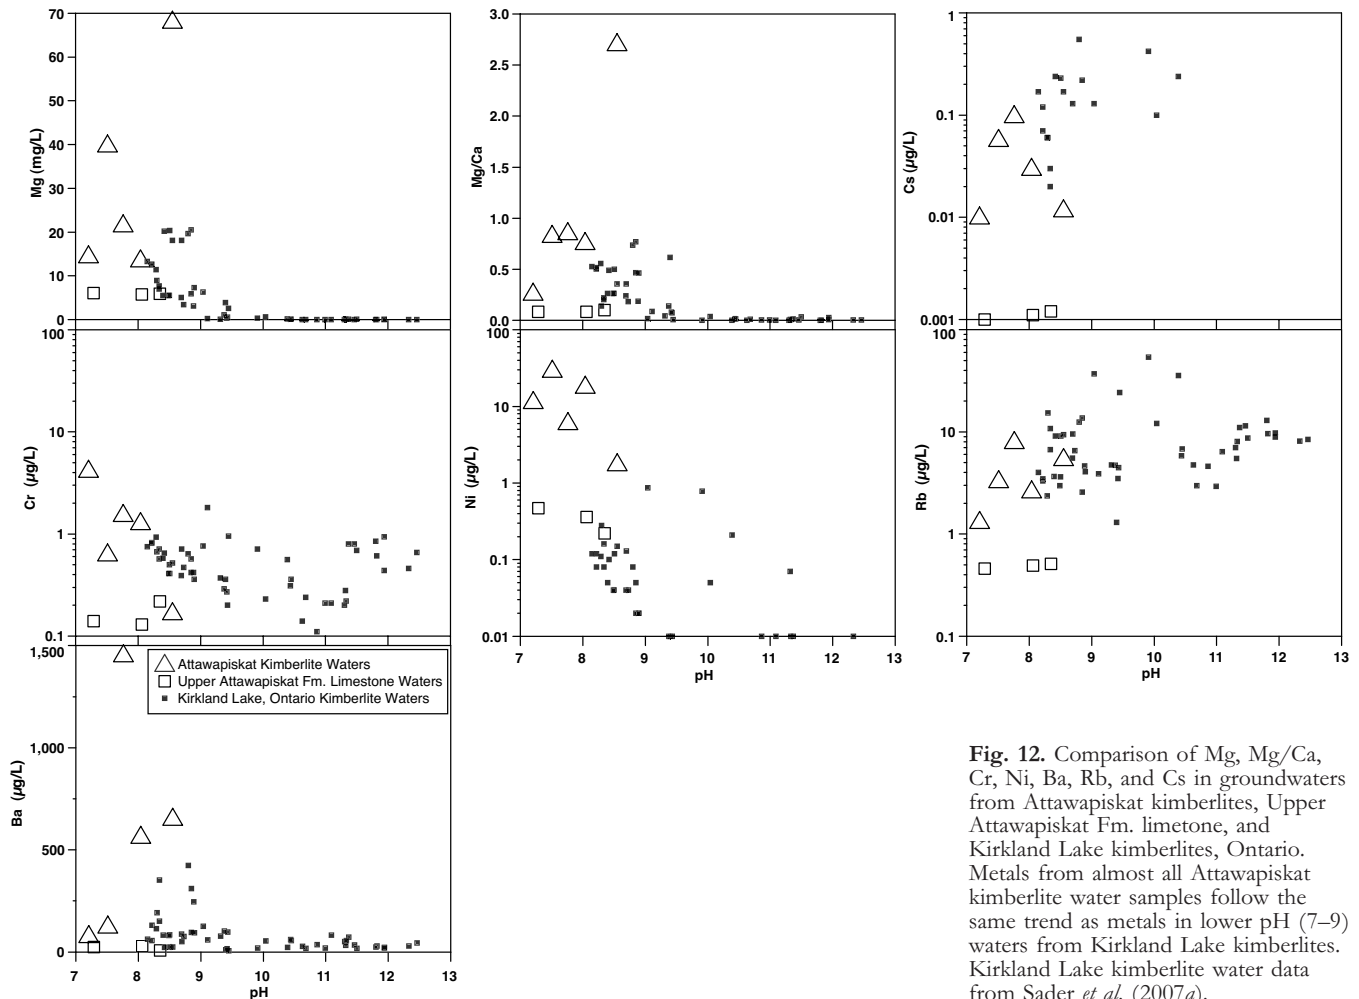 70
60
50
40
30
20
10
0
Mg (mg/L)
3.0
2.5
2.0
1.5
1.0
0.5
0.0
Mg/Ca
1
0.1
0.01
0.001
Cs (µg/L)
100
10
1
0.1
Cr (µg/L)
100
10
1
0.1
0.01
Ni (µg/L)
7 8 9 10 11 12 13
pH
100
10
1
0.1
Rb (µg/L)
7 8 9 10 11 12 13
pH
1,500
1,000
500
0
Ba (µg/L)
Attawapiskat Kimberlite Waters
Upper Attawapiskat Fm. Limestone Waters
Kirkland Lake, Ontario Kimberlite Waters
7 8 9 10 11 12 13
pH
Fig. 12. Comparison of Mg, Mg/Ca,
Cr, Ni, Ba, Rb, and Cs in groundwaters
from Attawapiskat kimberlites, Upper
Attawapiskat Fm. limetone, and
Kirkland Lake kimberlites, Ontario.
Metals from almost all Attawapiskat
kimberlite water samples follow the
same trend as metals in lower pH (7–9)
waters from Kirkland Lake kimberlites.
Kirkland Lake kimberlite water data
from Sader et al. (2007a).